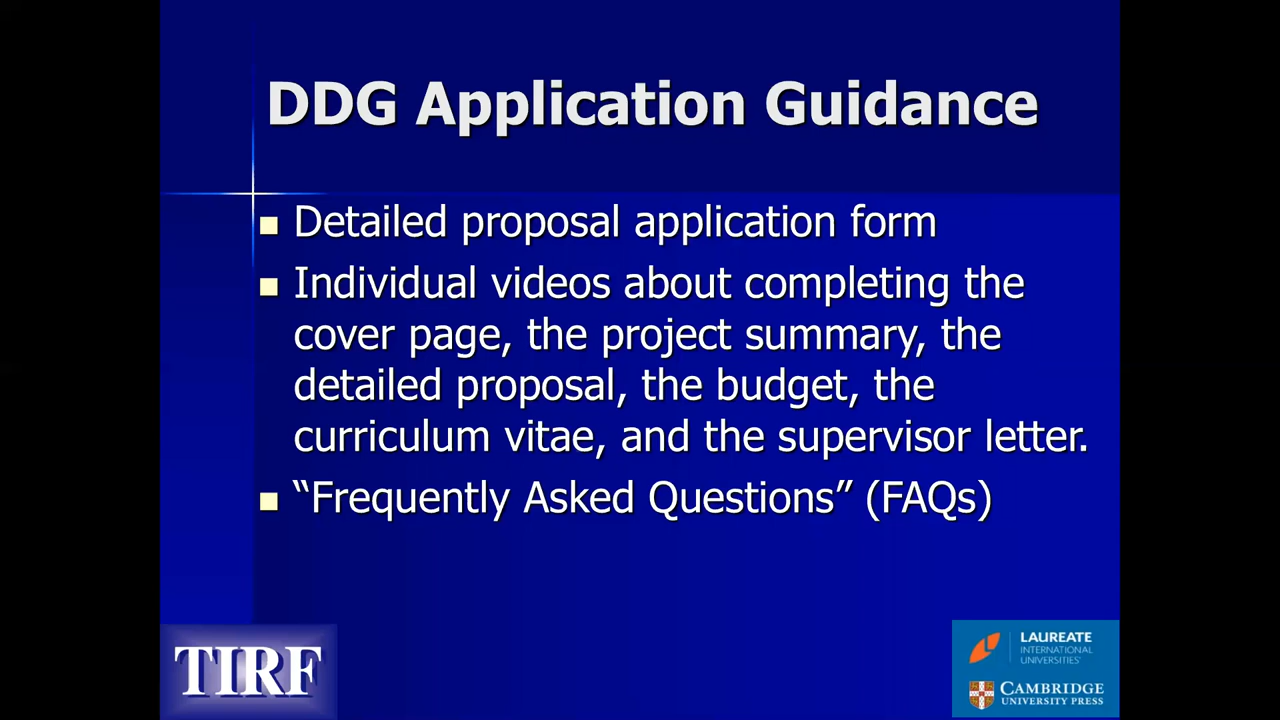 DDG Application Guidance
Detailed proposal application form
Individual videos about completing the
cover page, the project summary, the
detailed proposal, the budget, the
curriculum vitae, and the supervisor letter.
“Frequently Asked Questions” (FAQs)
TIRF
LAUREATE
INTERNATIONAL
UNIVERSITIES
CAMBRIDGE
UNIVERSITY PRESS